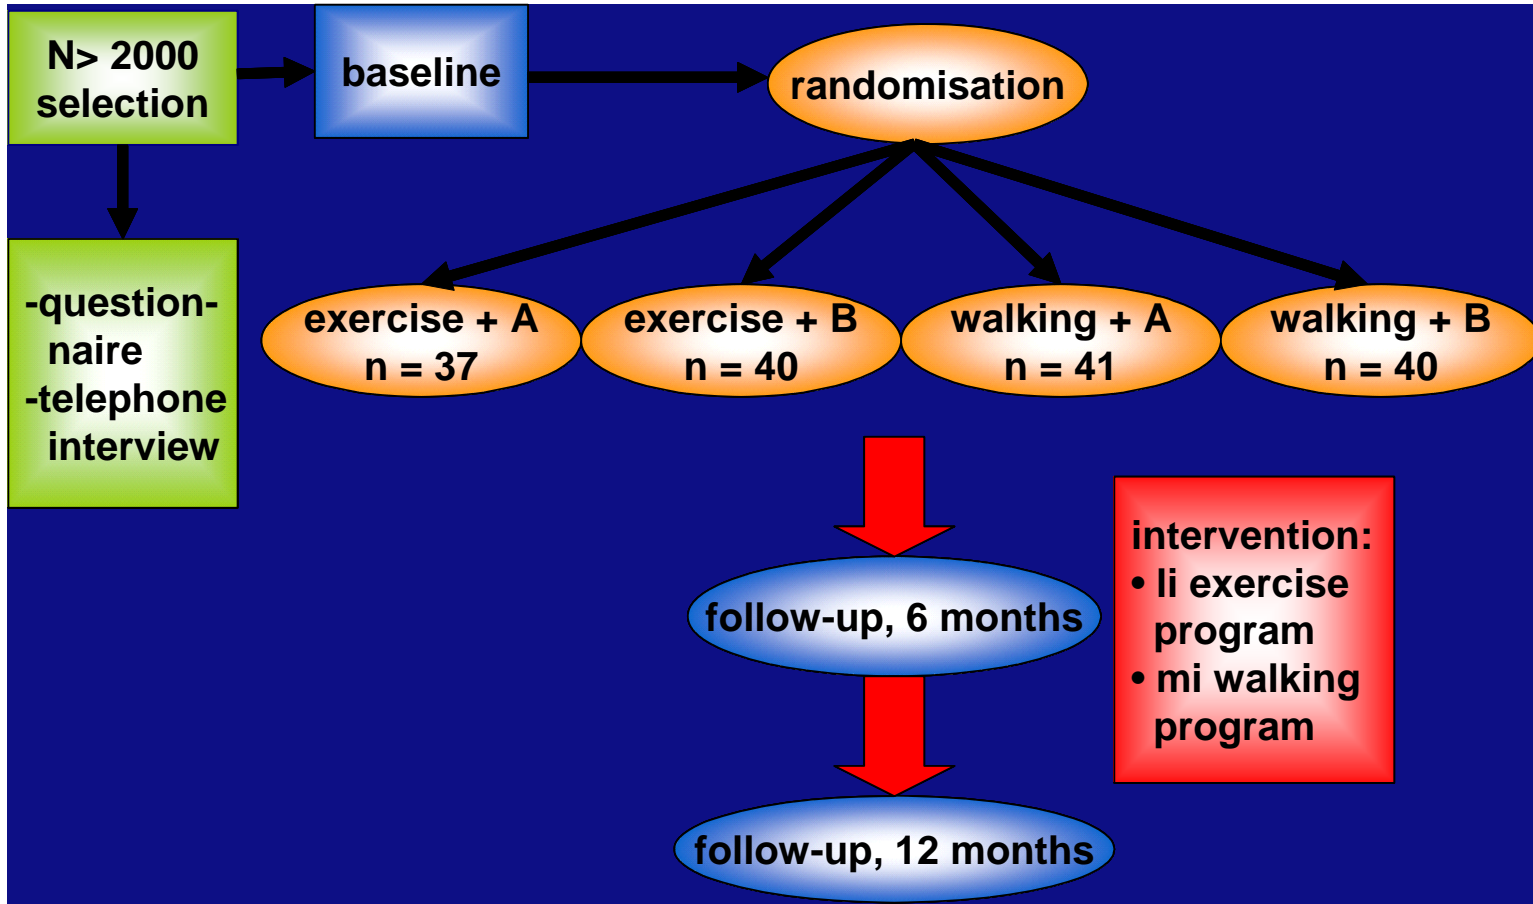 N> 2000
selection
baseline
randomisation
-question-
naire
-telephone
interview
exercise + A
n = 37
exercise + B
n = 40
walking + A
n = 41
walking + B
n = 40
follow-up, 6 months
intervention:
• li exercise
program
• mi walking
program
follow-up, 12 months